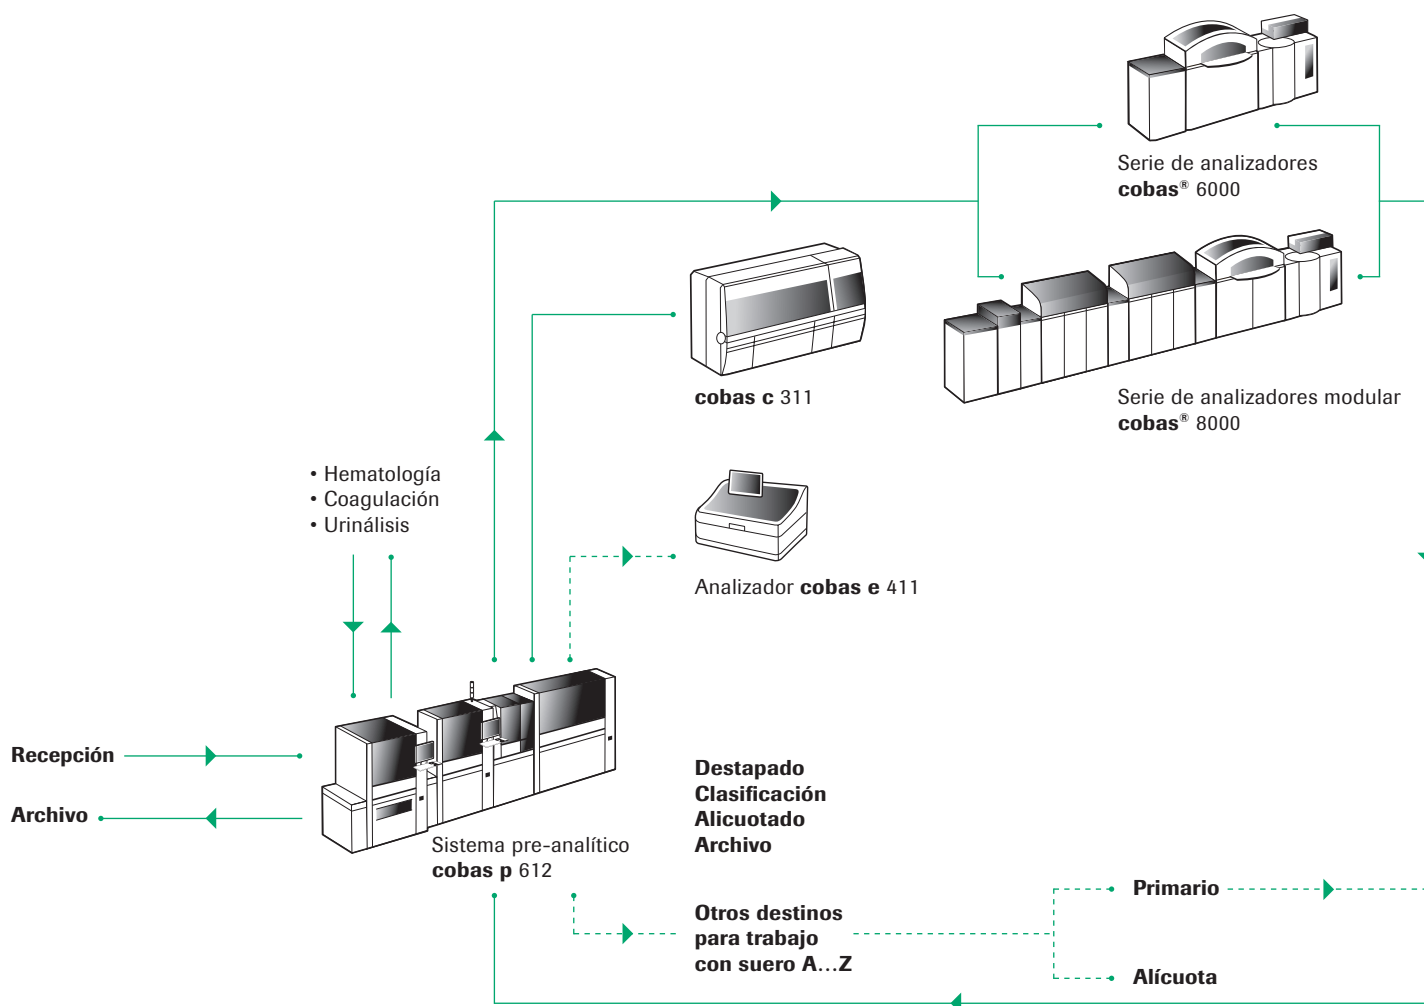 Serie de analizadores
cobas® 6000
cobas c 311
Serie de analizadores modular
cobas® 8000
• Hematología
• Coagulación
• Urinálisis
Analizador cobas e 411
Recepción
Archivo
Sistema pre-analítico
cobas p 612
Destapado
Clasificación
Alicuotado
Archivo
Otros destinos
para trabajo
con suero A...Z
Primario
Alícuota